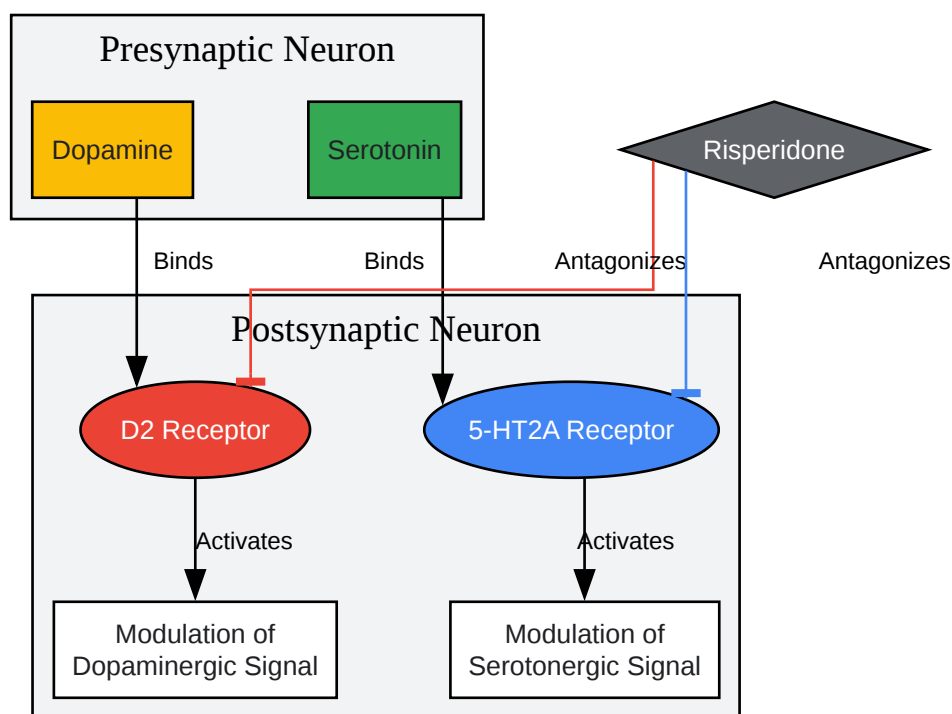 Presynaptic Neuron
Dopamine
Serotonin
Risperidone
Binds
Binds
Antagonizes
Antagonizes
Postsynaptic Neuron
D2 Receptor
5-HT2A Receptor
Activates
Activates
Modulation of
Dopaminergic Signal
Modulation of
Serotonergic Signal